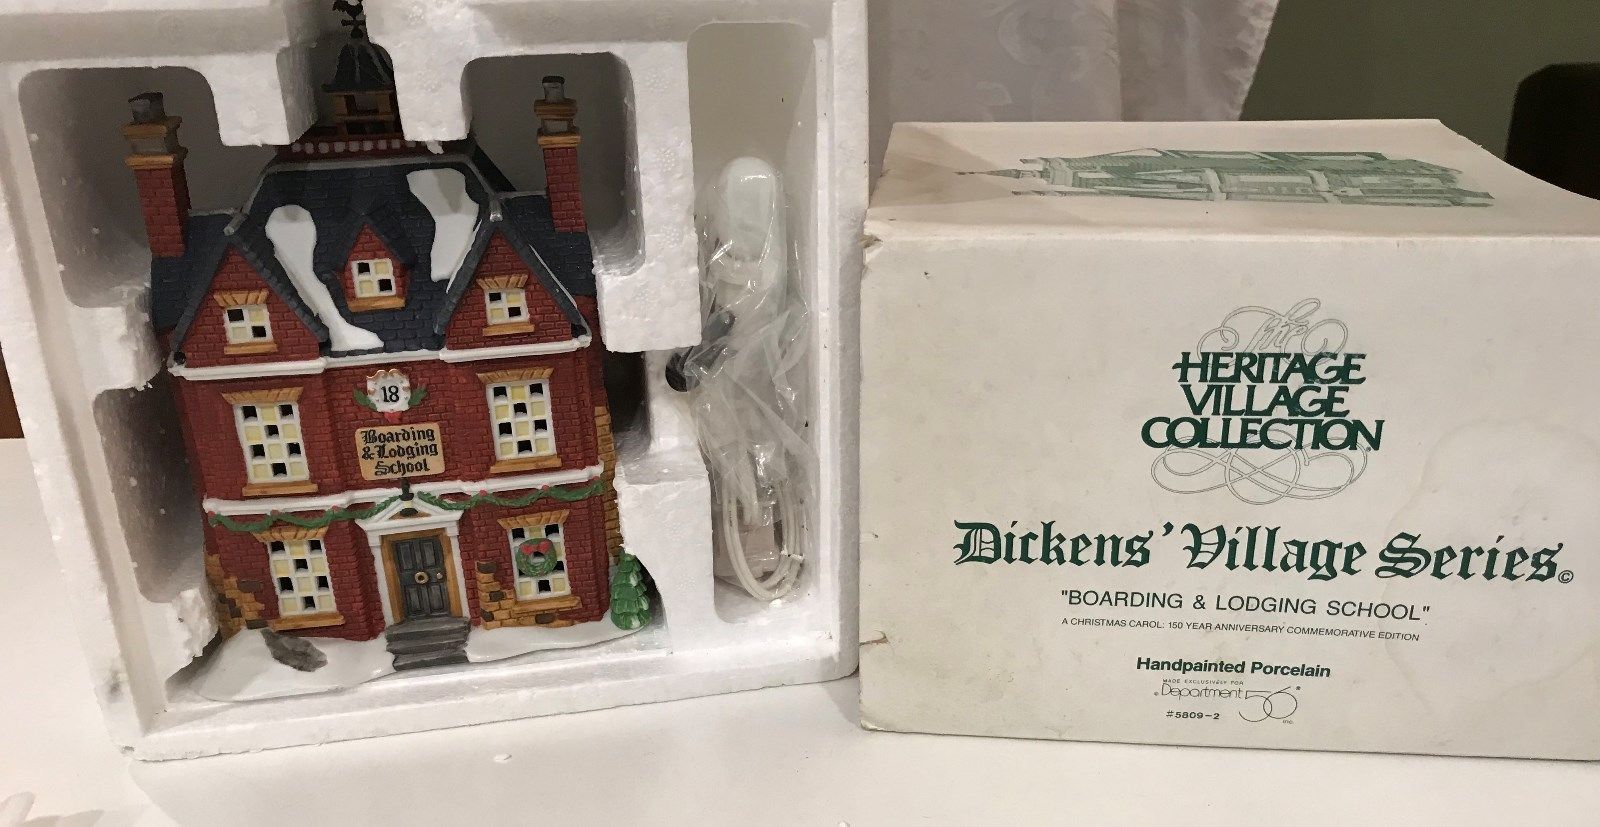 18
Boarding
& Lodging
School
The
HERITAGE
VILLAGE
COLLECTION
Dickens' Village Series©
"BOARDING & LODGING SCHOOL"
A CHRISTMAS CAROL: 150 YEAR ANNIVERSARY COMMEMORATIVE EDITION
Handpainted Porcelain
MADE EXCLUSIVELY FOR
Department 56® INC.
#5809-2